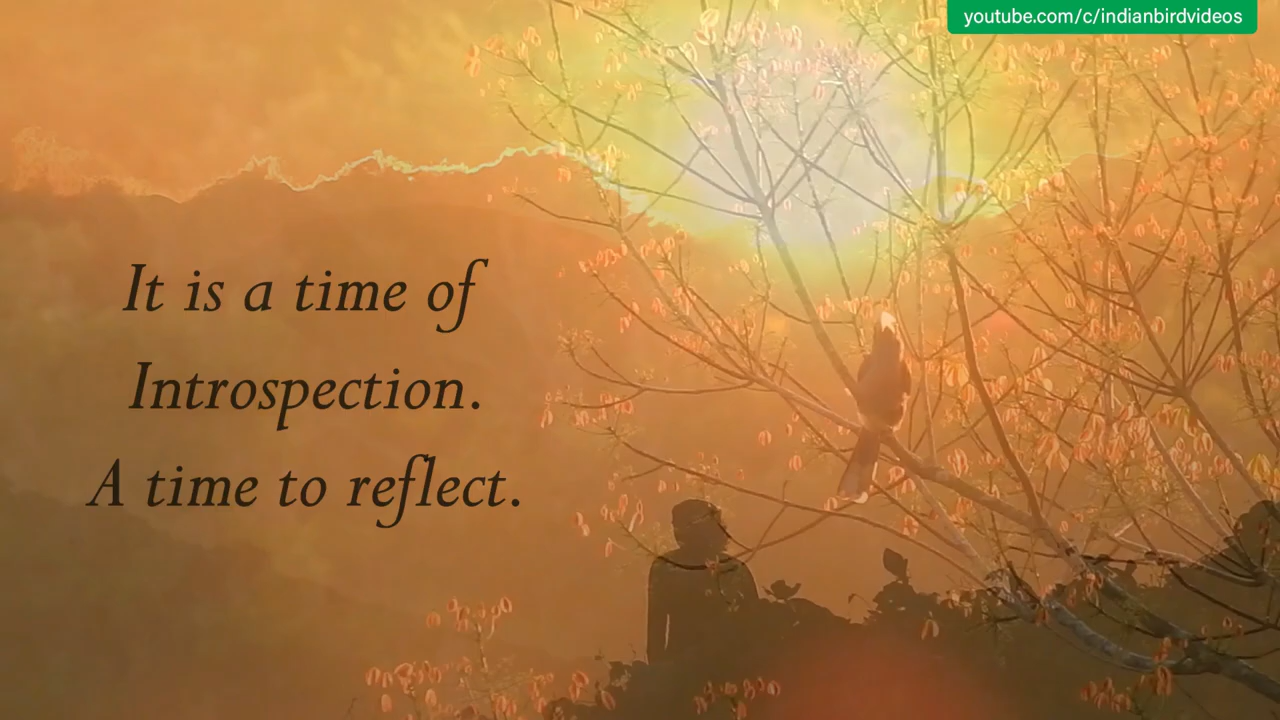 youtube.com/c/indianbirdvideos
It is a time of
Introspection.
A time to reflect.